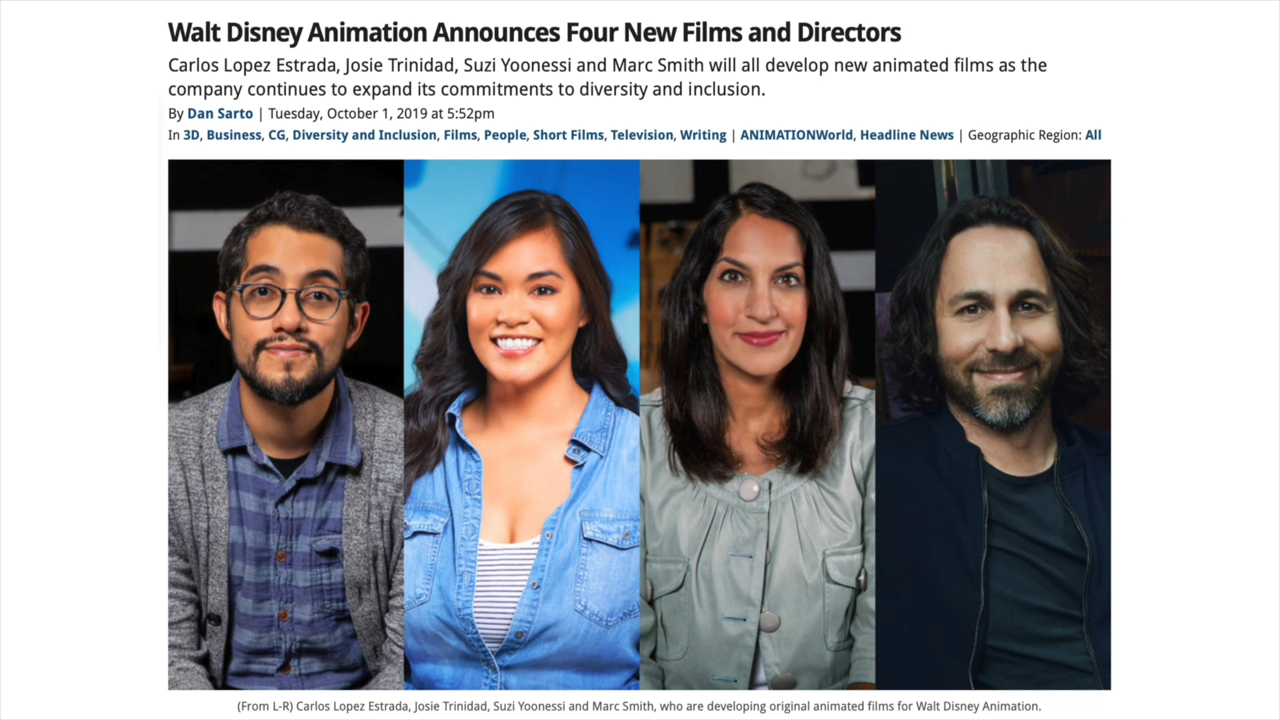 Walt Disney Animation Announces Four New Films and Directors
Carlos Lopez Estrada, Josie Trinidad, Suzi Yoonessi and Marc Smith will all develop new animated films as the
company continues to expand its commitments to diversity and inclusion.
By Dan Sarto | Tuesday, October 1, 2019 at 5:52pm
In 3D, Business, CG, Diversity and Inclusion, Films, People, Short Films, Television, Writing | ANIMATIONWorld, Headline News | Geographic Region: All
(From L-R) Carlos Lopez Estrada, Josie Trinidad, Suzi Yoonessi and Marc Smith, who are developing original animated films for Walt Disney Animation.